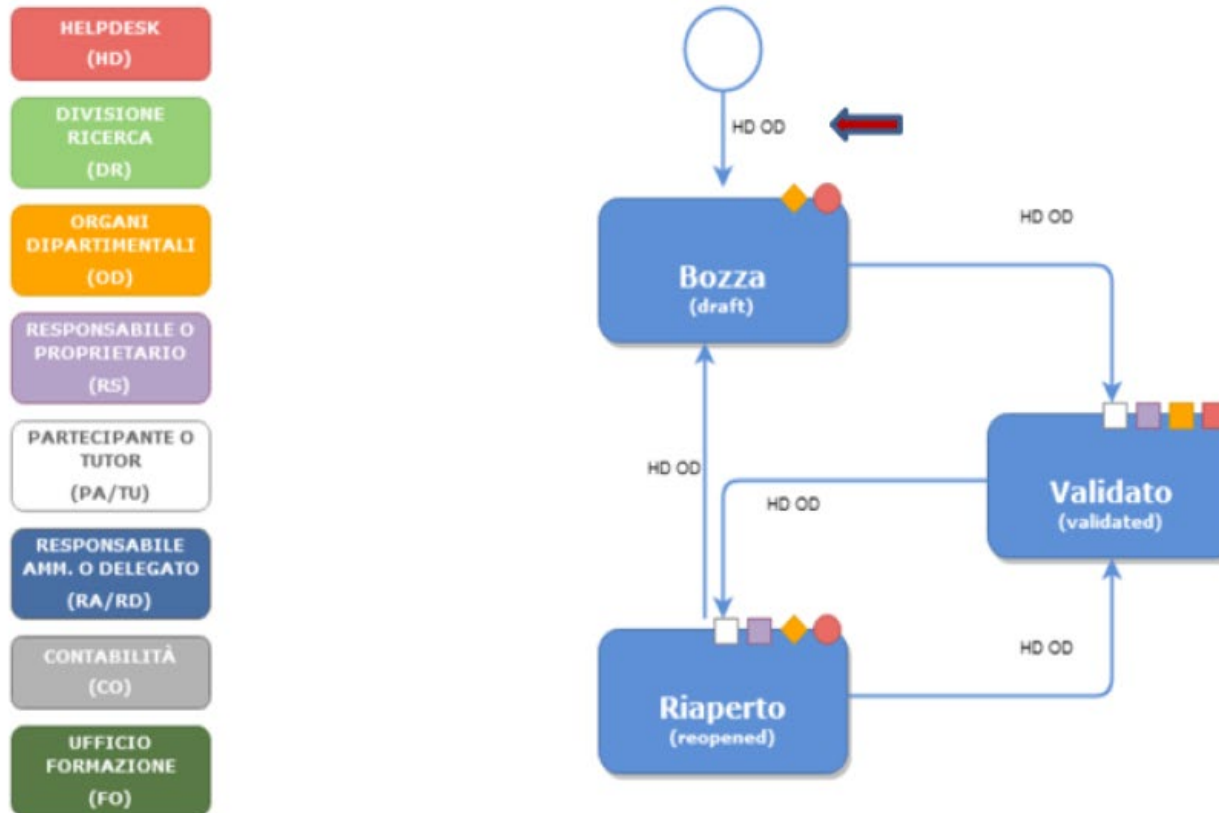 HELPDESK
(HD)
DIVISIONE
RICERCA
(DR)
ORGANI
DIPARTIMENTALI
(OD)
RESPONSABILE O
PROPRIETARIO
(RS)
PARTECIPANTE O
TUTOR
(PA/TU)
RESPONSABILE
AMM. O DELEGATO
(RA/RD)
CONTABILITÀ
(CO)
UFFICIO
FORMAZIONE
(FO)
HD OD
Bozza
(draft)
HD OD
HD OD
HD OD
Validato
(validated)
Riaperto
(reopened)
HD OD